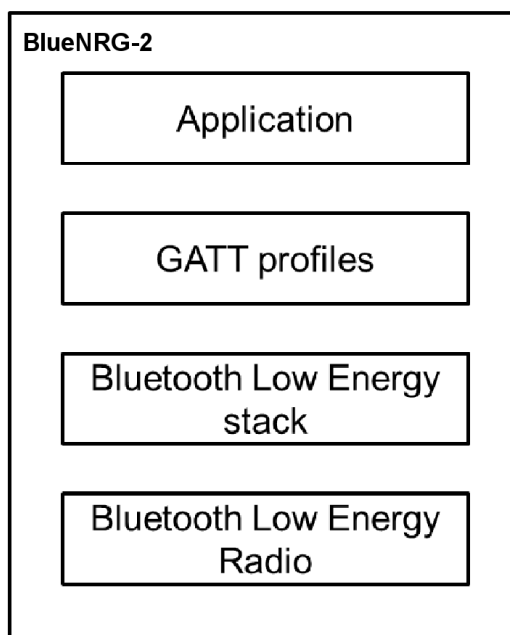 BlueNRG-2
Application
GATT profiles
Bluetooth Low Energy
stack
Bluetooth Low Energy
Radio